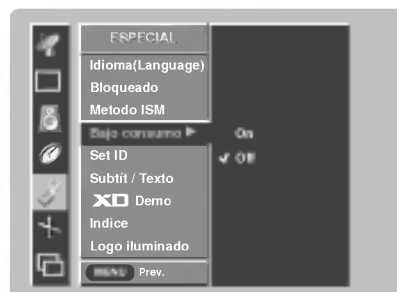 ESPECIAL
Idioma(Language)
Bloqueado
Metodo ISM
Bajo consumo ▶ On
Set ID ✔ Off
Subtít / Texto
XD Demo
Indice
Logo iluminado
MENU Prev.